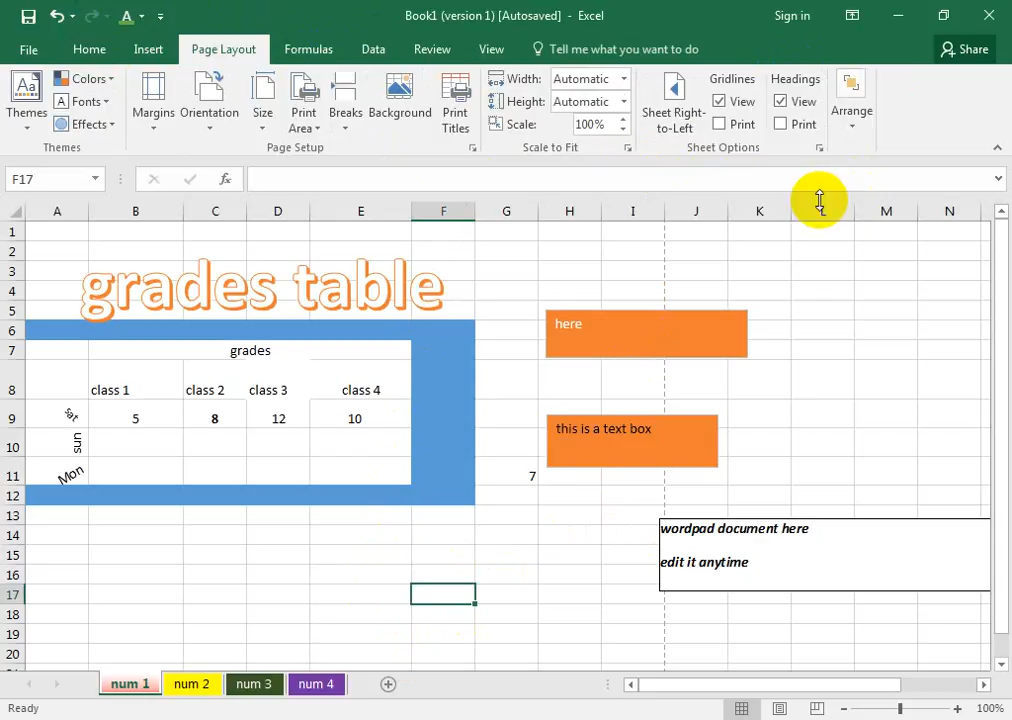 Book1 (version 1) [Autosaved] - Excel
Sign in
File Home Insert Page Layout Formulas Data Review View Tell me what you want to do Share
Themes
Colors
Fonts
Effects
Themes
Margins
Orientation
Size
Print Area
Breaks
Background
Print Titles
Page Setup
Width: Automatic
Height: Automatic
Scale: 100%
Scale to Fit
Sheet Right-to-Left
Gridlines
View
Print
Headings
View
Print
Sheet Options
Arrange
F17
fx
A B C D E F G H I J K L M N
1
2
3
4
grades table
5
here
6
7 grades
8 class 1 class 2 class 3 class 4
9 sat 5 8 12 10
this is a text box
10 sun
11 Mon 7
12
13
wordpad document here
14
15
edit it anytime
16
17
18
19
20
num 1 num 2 num 3 num 4
Ready
100%